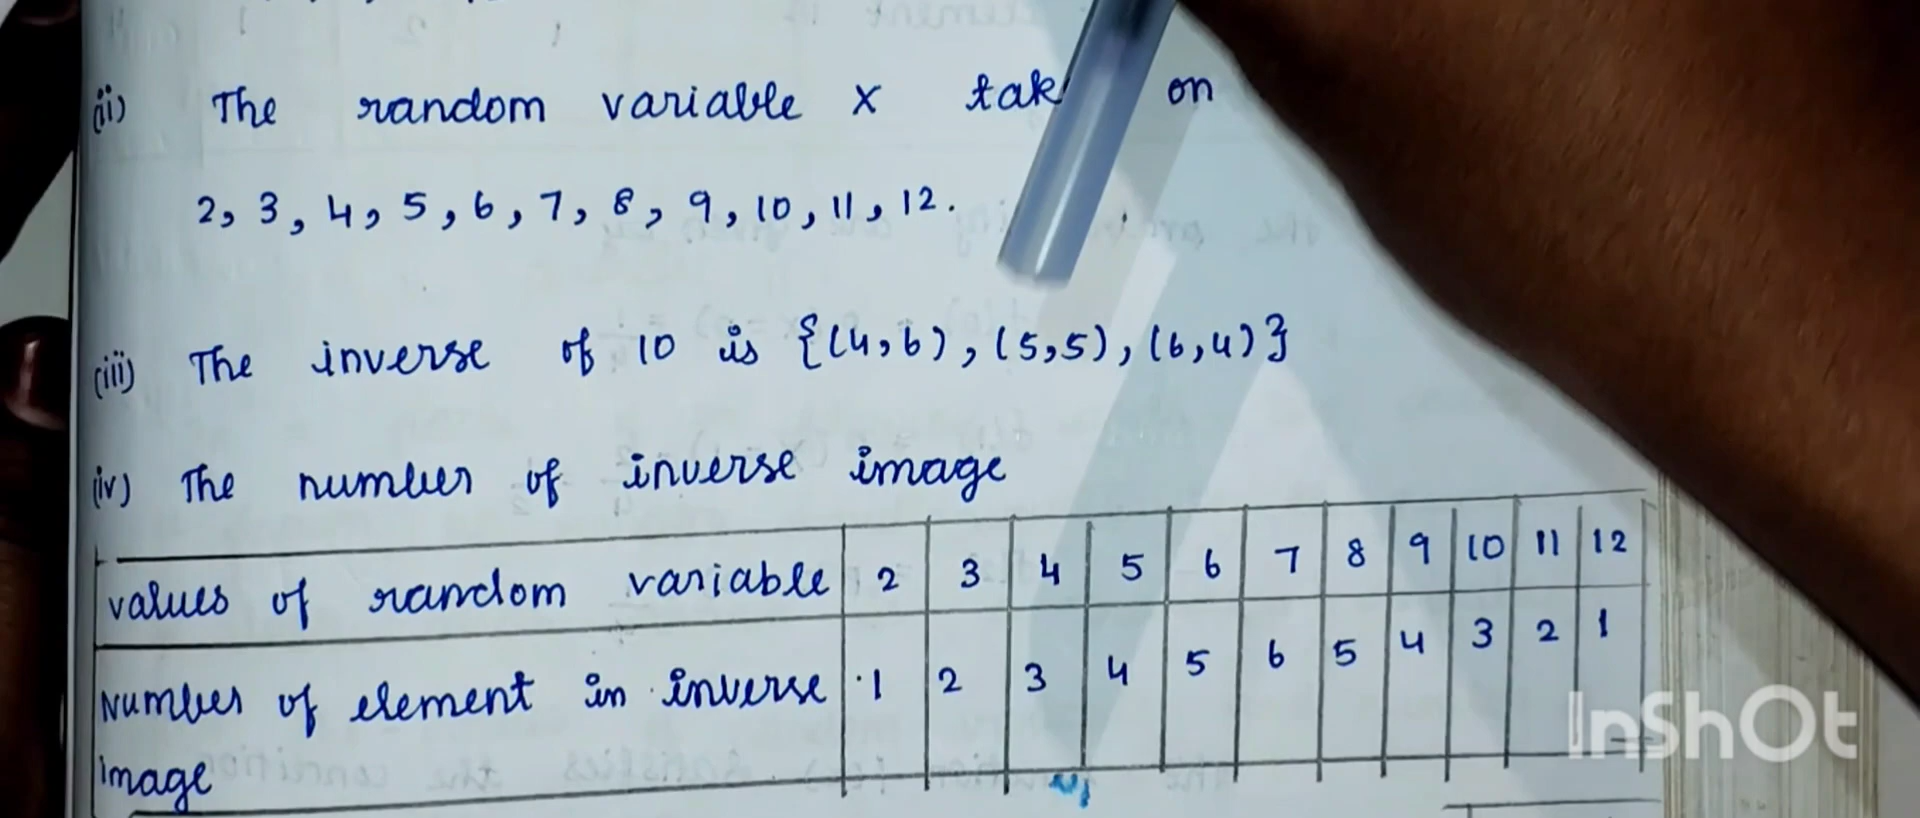 (ii) The random variable X tak on
2, 3, 4, 5, 6, 7, 8, 9, 10, 11, 12.
(iii) The inverse of 10 is {(4,6), (5,5), (6,4)}
(iv) The number of inverse image
values of random variable 2 3 4 5 6 7 8 9 10 11 12
Number of element in inverse 1 2 3 4 5 6 5 4 3 2 1
image
InShOt